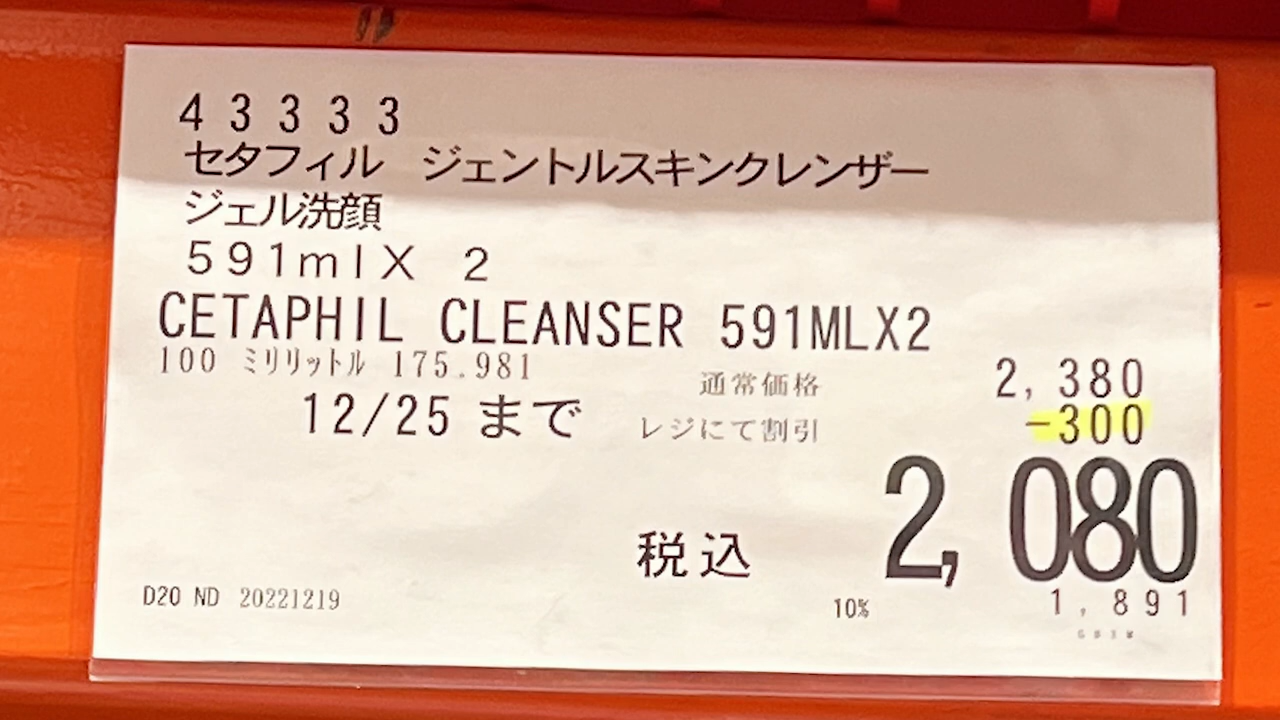 43333
セタフィル ジェントルスキンクレンザー
ジェル洗顔
591mlX 2
CETAPHIL CLEANSER 591MLX2
100 ミリリットル 175.981
通常価格 2,380
12/25 まで
レジにて割引 -300
税込 2,080
D20 ND 20221219
10% 1,891